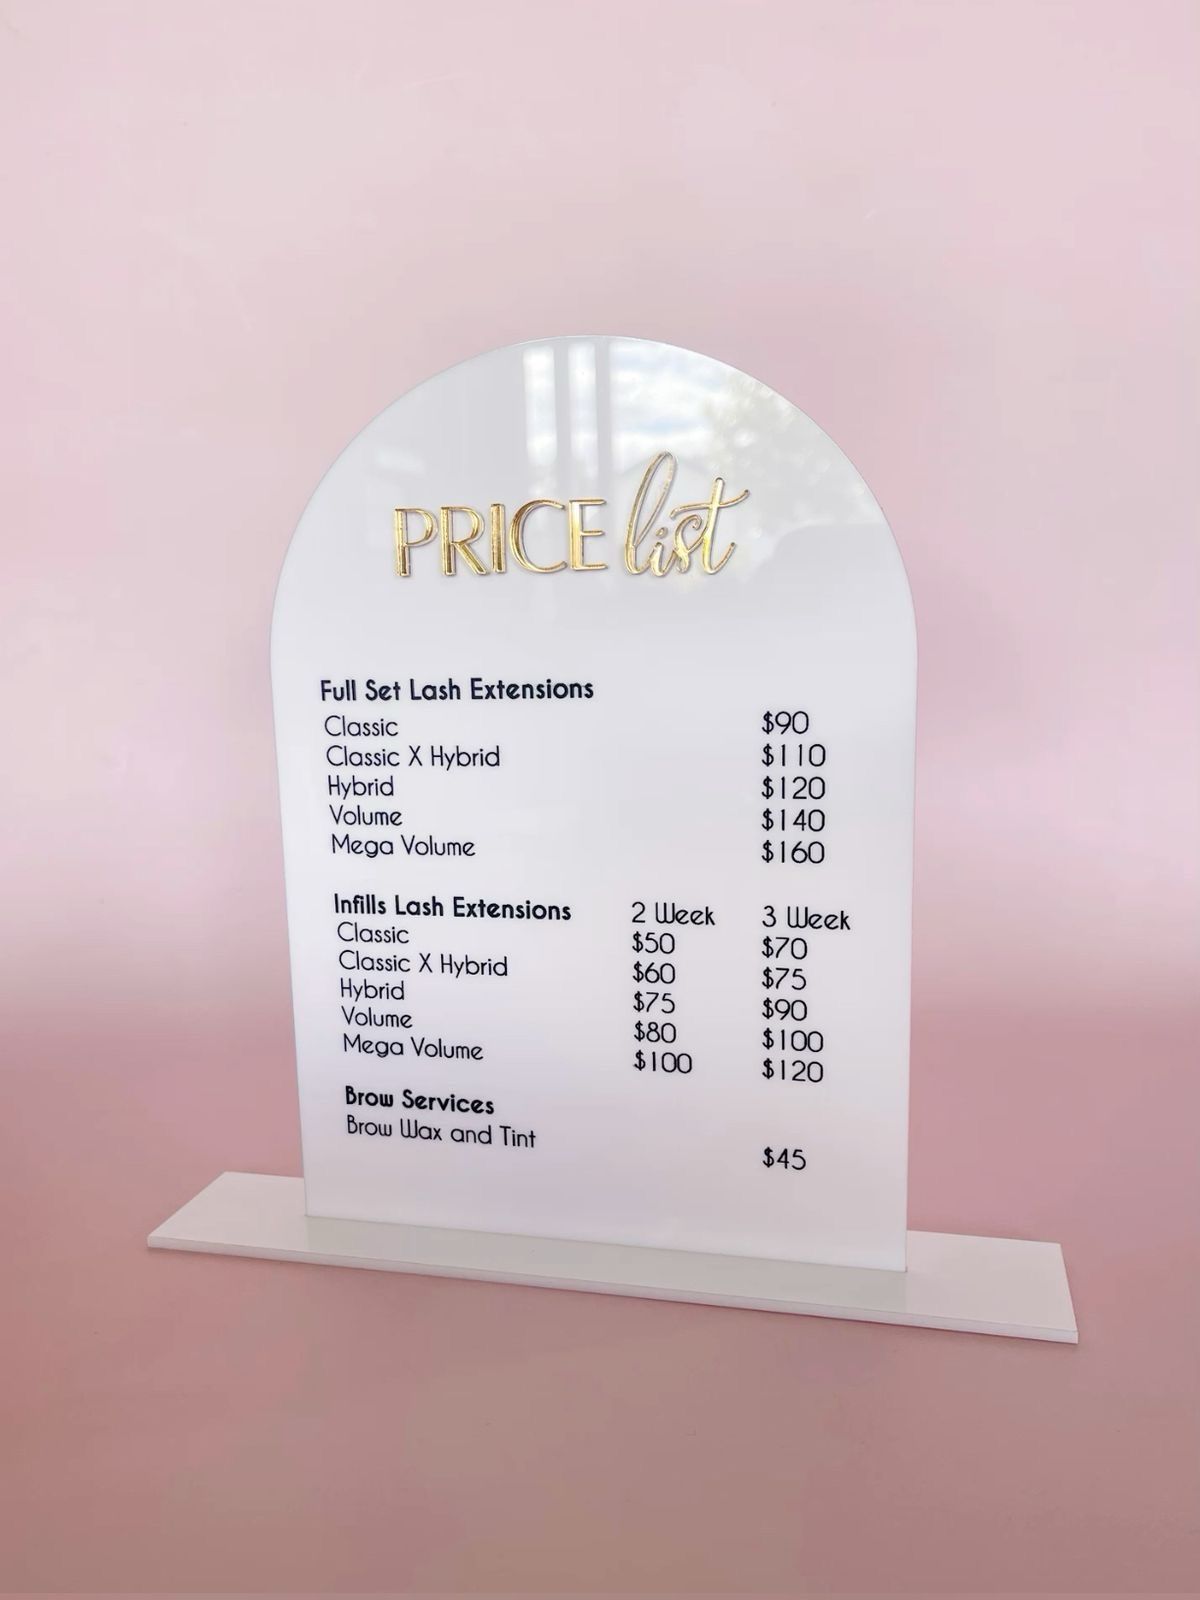 PRICE list
Full Set Lash Extensions
Classic $90
Classic X Hybrid $110
Hybrid $120
Volume $140
Mega Volume $160
Infills Lash Extensions 2 Week 3 Week
Classic $50 $70
Classic X Hybrid $60 $75
Hybrid $75 $90
Volume $80 $100
Mega Volume $100 $120
Brow Services
Brow Wax and Tint $45